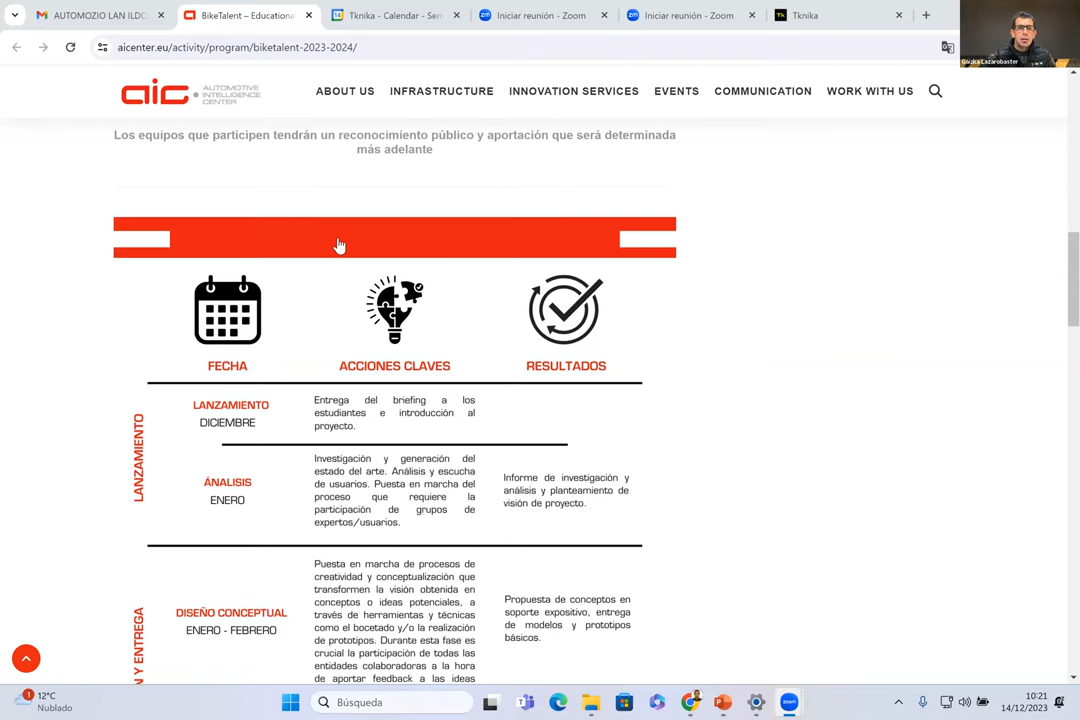 AUTOMOZIO LAN ILDO
BikeTalent – Educationa
Tknika - Calendar - Sem
Iniciar reunión - Zoom
Iniciar reunión - Zoom
Tknika
aicenter.eu/activity/program/biketalent-2023-2024/
aic
AUTOMOTIVE
INTELLIGENCE
CENTER
ABOUT US
INFRASTRUCTURE
INNOVATION SERVICES
EVENTS
COMMUNICATION
WORK WITH US
Los equipos que participen tendrán un reconocimiento público y aportación que será determinada
más adelante
FECHA
ACCIONES CLAVES
RESULTADOS
LANZAMIENTO
LANZAMIENTO
DICIEMBRE
Entrega del briefing a los
estudiantes e introducción al
proyecto.
ÁNALISIS
ENERO
Investigación y generación del
estado del arte. Análisis y escucha
de usuarios. Puesta en marcha del
proceso que requiere la
participación de grupos de
expertos/usuarios.
Informe de investigación y
análisis y planteamiento de
visión de proyecto.
N Y ENTREGA
DISEÑO CONCEPTUAL
ENERO - FEBRERO
Puesta en marcha de procesos de
creatividad y conceptualización que
transformen la visión obtenida en
conceptos o ideas potenciales, a
través de herramientas y técnicas
como el bocetado y/o la realización
de prototipos. Durante esta fase es
crucial la participación de todas las
entidades colaboradoras a la hora
de aportar feedback a las ideas
Propuesta de conceptos en
soporte expositivo, entrega
de modelos y prototipos
básicos.
1
12°C
Nublado
Búsqueda
10:21
14/12/2023